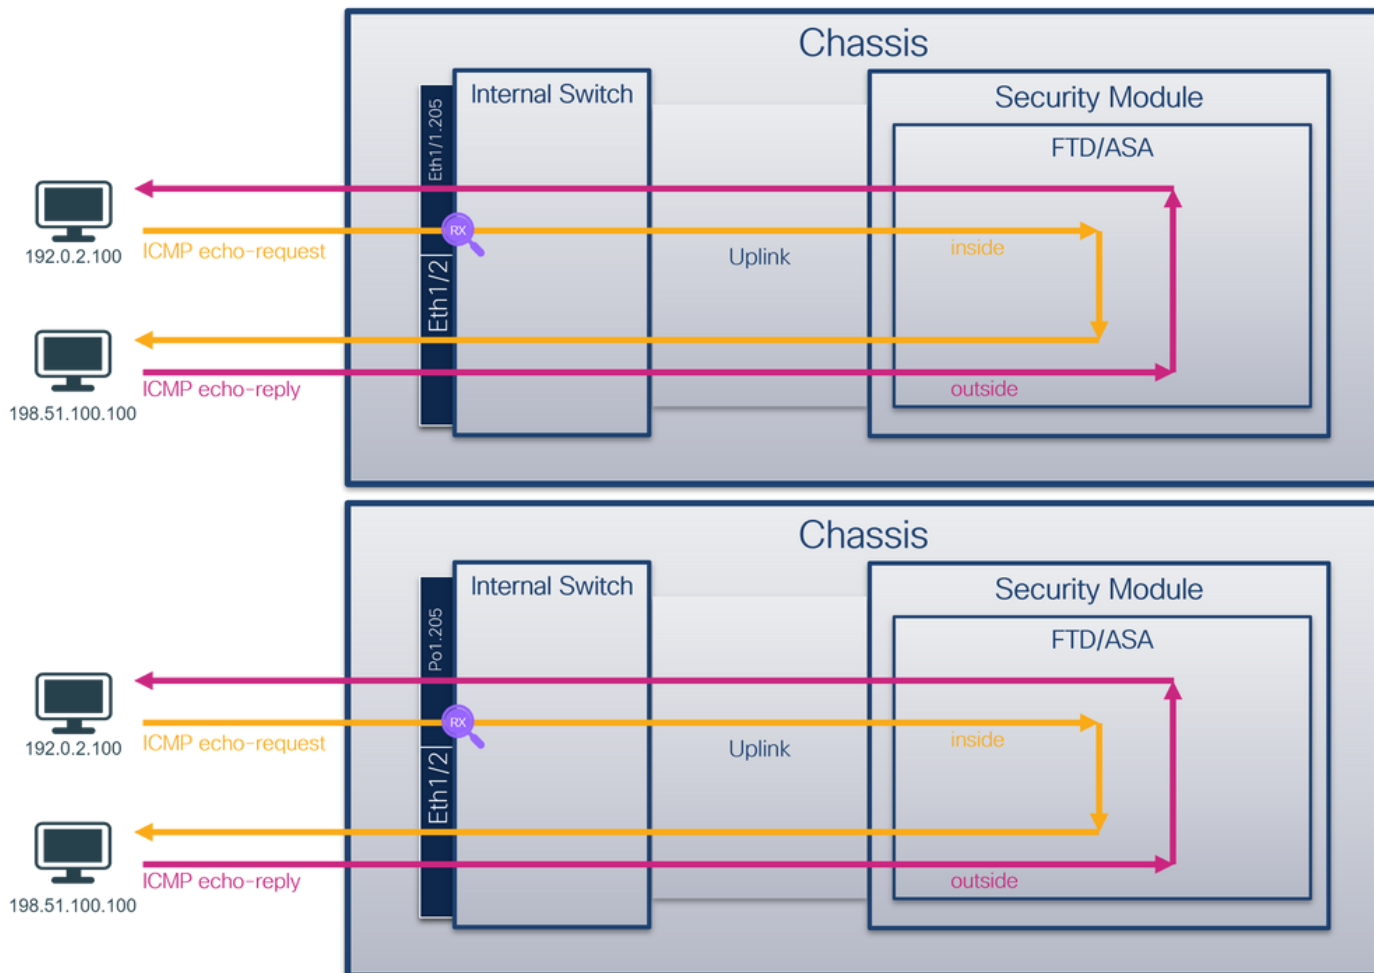 Chassis
Internal Switch
Security Module
FTD/ASA
Eth1/1.205
192.0.2.100
ICMP echo-request
RX
Uplink
inside
Eth1/2
198.51.100.100
ICMP echo-reply
outside
Chassis
Internal Switch
Security Module
FTD/ASA
Po1.205
192.0.2.100
ICMP echo-request
RX
Uplink
inside
Eth1/2
198.51.100.100
ICMP echo-reply
outside